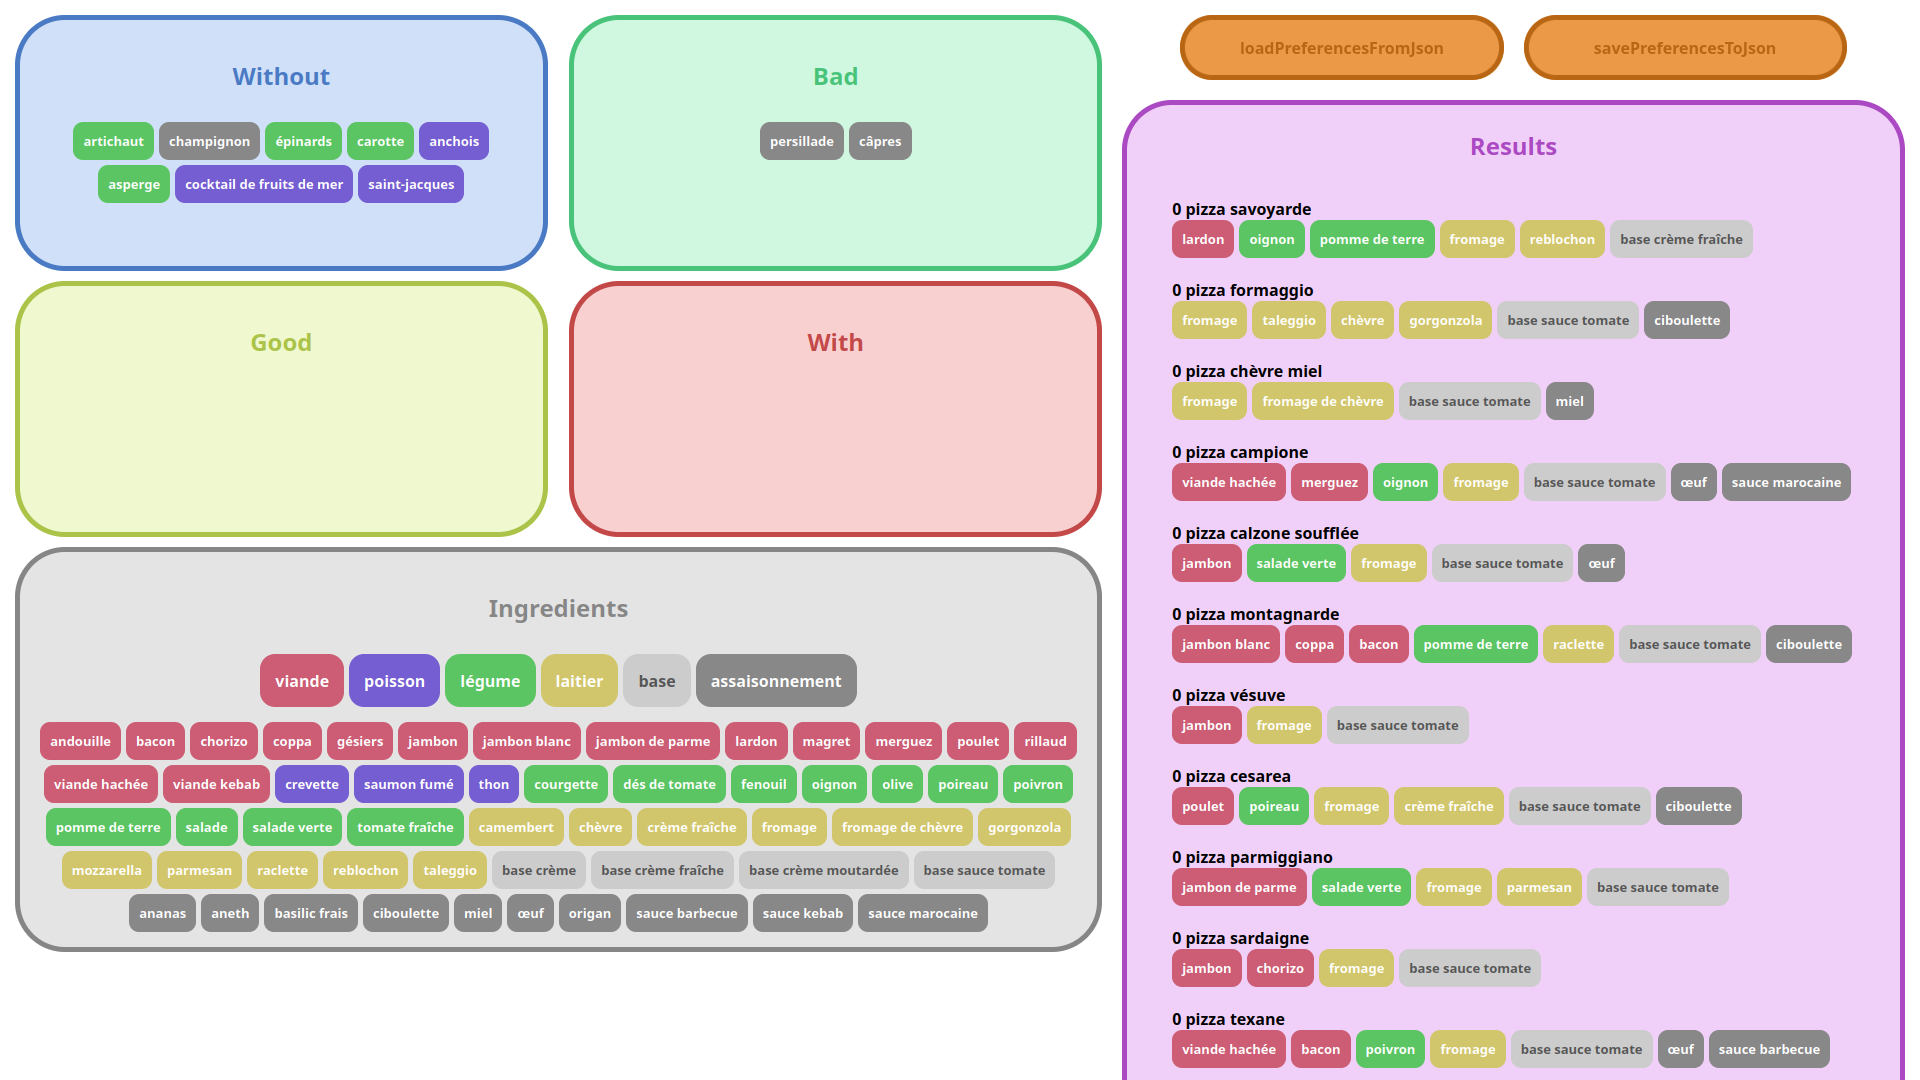 Without
artichaut champignon épinards carotte anchois
asperge cocktail de fruits de mer saint-jacques
Bad
persillade câpres
Good
With
Ingredients
viande poisson légume laitier base assaisonnement
andouille bacon chorizo coppa gésiers jambon jambon blanc jambon de parme lardon magret merguez poulet rillaud
viande hachée viande kebab crevette saumon fumé thon courgette dés de tomate fenouil oignon olive poireau poivron
pomme de terre salade salade verte tomate fraîche camembert chèvre crème fraîche fromage fromage de chèvre gorgonzola
mozzarella parmesan raclette reblochon taleggio base crème base crème fraîche base crème moutardée base sauce tomate
ananas aneth basilic frais ciboulette miel œuf origan sauce barbecue sauce kebab sauce marocaine
loadPreferencesFromJson savePreferencesToJson
Results
0 pizza savoyarde
lardon oignon pomme de terre fromage reblochon base crème fraîche
0 pizza formaggio
fromage taleggio chèvre gorgonzola base sauce tomate ciboulette
0 pizza chèvre miel
fromage fromage de chèvre base sauce tomate miel
0 pizza campione
viande hachée merguez oignon fromage base sauce tomate œuf sauce marocaine
0 pizza calzone soufflée
jambon salade verte fromage base sauce tomate œuf
0 pizza montagnarde
jambon blanc coppa bacon pomme de terre raclette base sauce tomate ciboulette
0 pizza vésuve
jambon fromage base sauce tomate
0 pizza cesarea
poulet poireau fromage crème fraîche base sauce tomate ciboulette
0 pizza parmiggiano
jambon de parme salade verte fromage parmesan base sauce tomate
0 pizza sardaigne
jambon chorizo fromage base sauce tomate
0 pizza texane
viande hachée bacon poivron fromage base sauce tomate œuf sauce barbecue